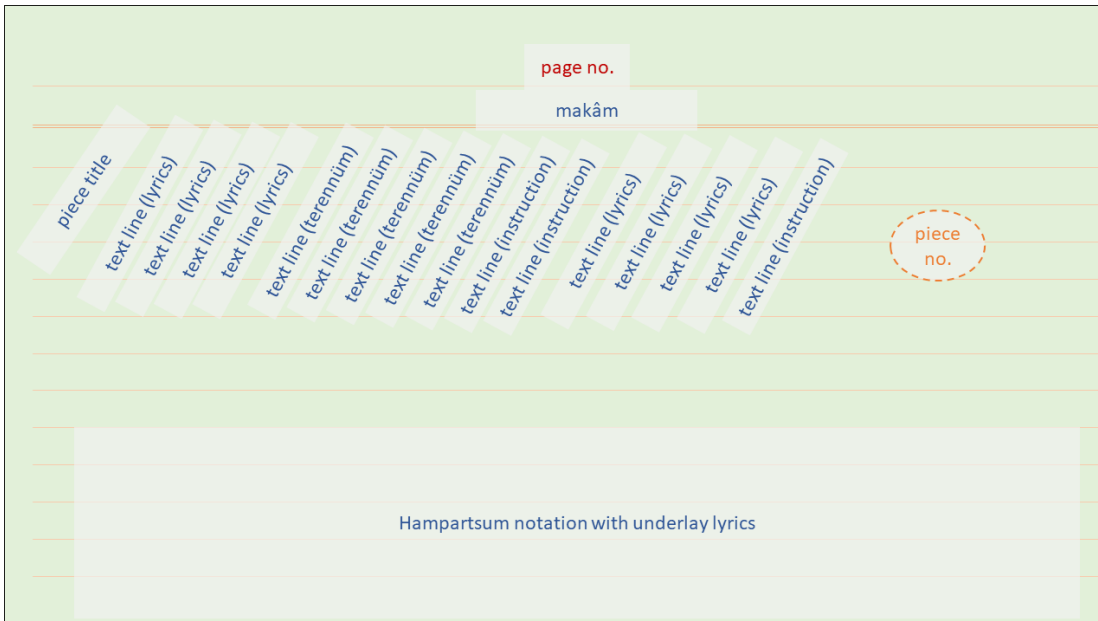 page no.
makâm
piece title
text line (lyrics)
text line (lyrics)
text line (lyrics)
text line (lyrics)
text line (terennüm)
text line (terennüm)
text line (terennüm)
text line (terennüm)
text line (terennüm)
text line (instruction)
text line (instruction)
text line (lyrics)
text line (lyrics)
text line (lyrics)
text line (lyrics)
text line (instruction)
piece
no.
Hampartsum notation with underlay lyrics